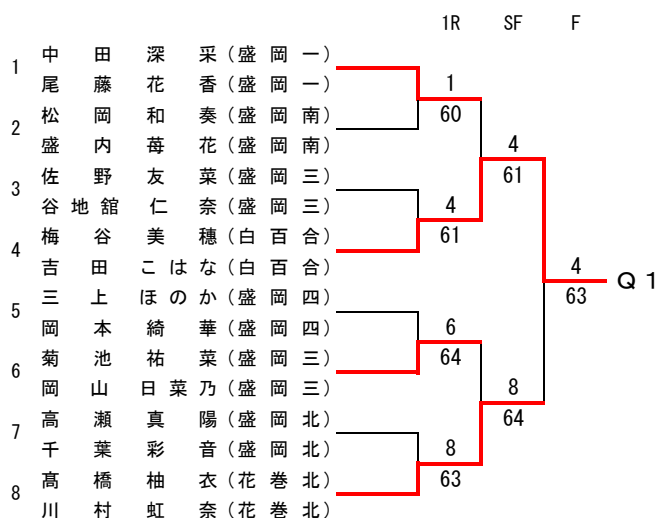 1R SF F
1 中田深采(盛岡一)
尾藤花香(盛岡一)
2 松岡和奏(盛岡南)
盛内苺花(盛岡南)
3 佐野友菜(盛岡三)
谷地舘仁奈(盛岡三)
4 梅谷美穂(白百合)
吉田こはな(白百合)
5 三上ほのか(盛岡四)
岡本綺華(盛岡四)
6 菊池祐菜(盛岡三)
岡山日菜乃(盛岡三)
7 高瀬真陽(盛岡北)
千葉彩音(盛岡北)
8 髙橋柚衣(花巻北)
川村虹奈(花巻北)
1
60
4
61
4
61
6
64
8
63
8
64
4
63
Q1